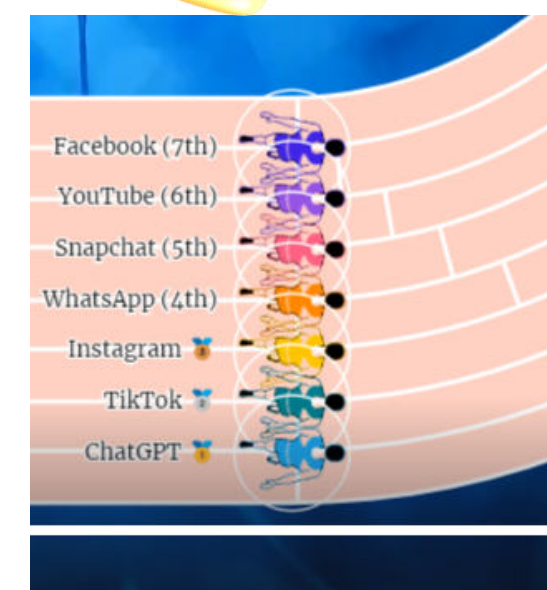 Facebook (7th)
YouTube (6th)
Snapchat (5th)
WhatsApp (4th)
Instagram 🥉
TikTok 🥈
ChatGPT 🥇